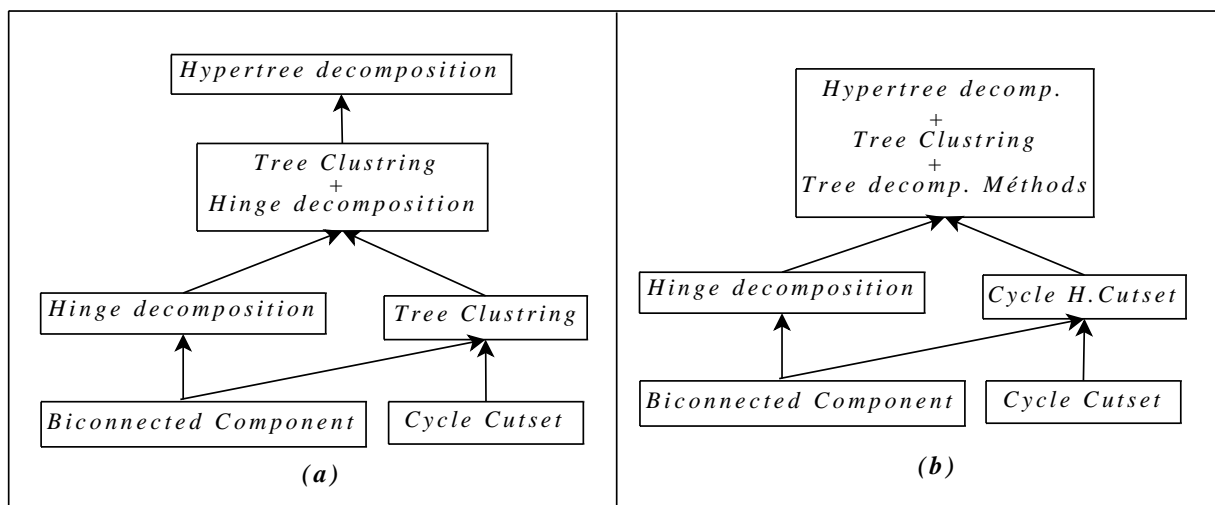 Hypertree decomposition
Tree Clustring
+
Hinge decomposition
Hinge decomposition
Tree Clustring
Biconnected Component
Cycle Cutset
(a)
Hypertree decomp.
+
Tree Clustring
+
Tree decomp. Méthods
Hinge decomposition
Cycle H.Cutset
Biconnected Component
Cycle Cutset
(b)